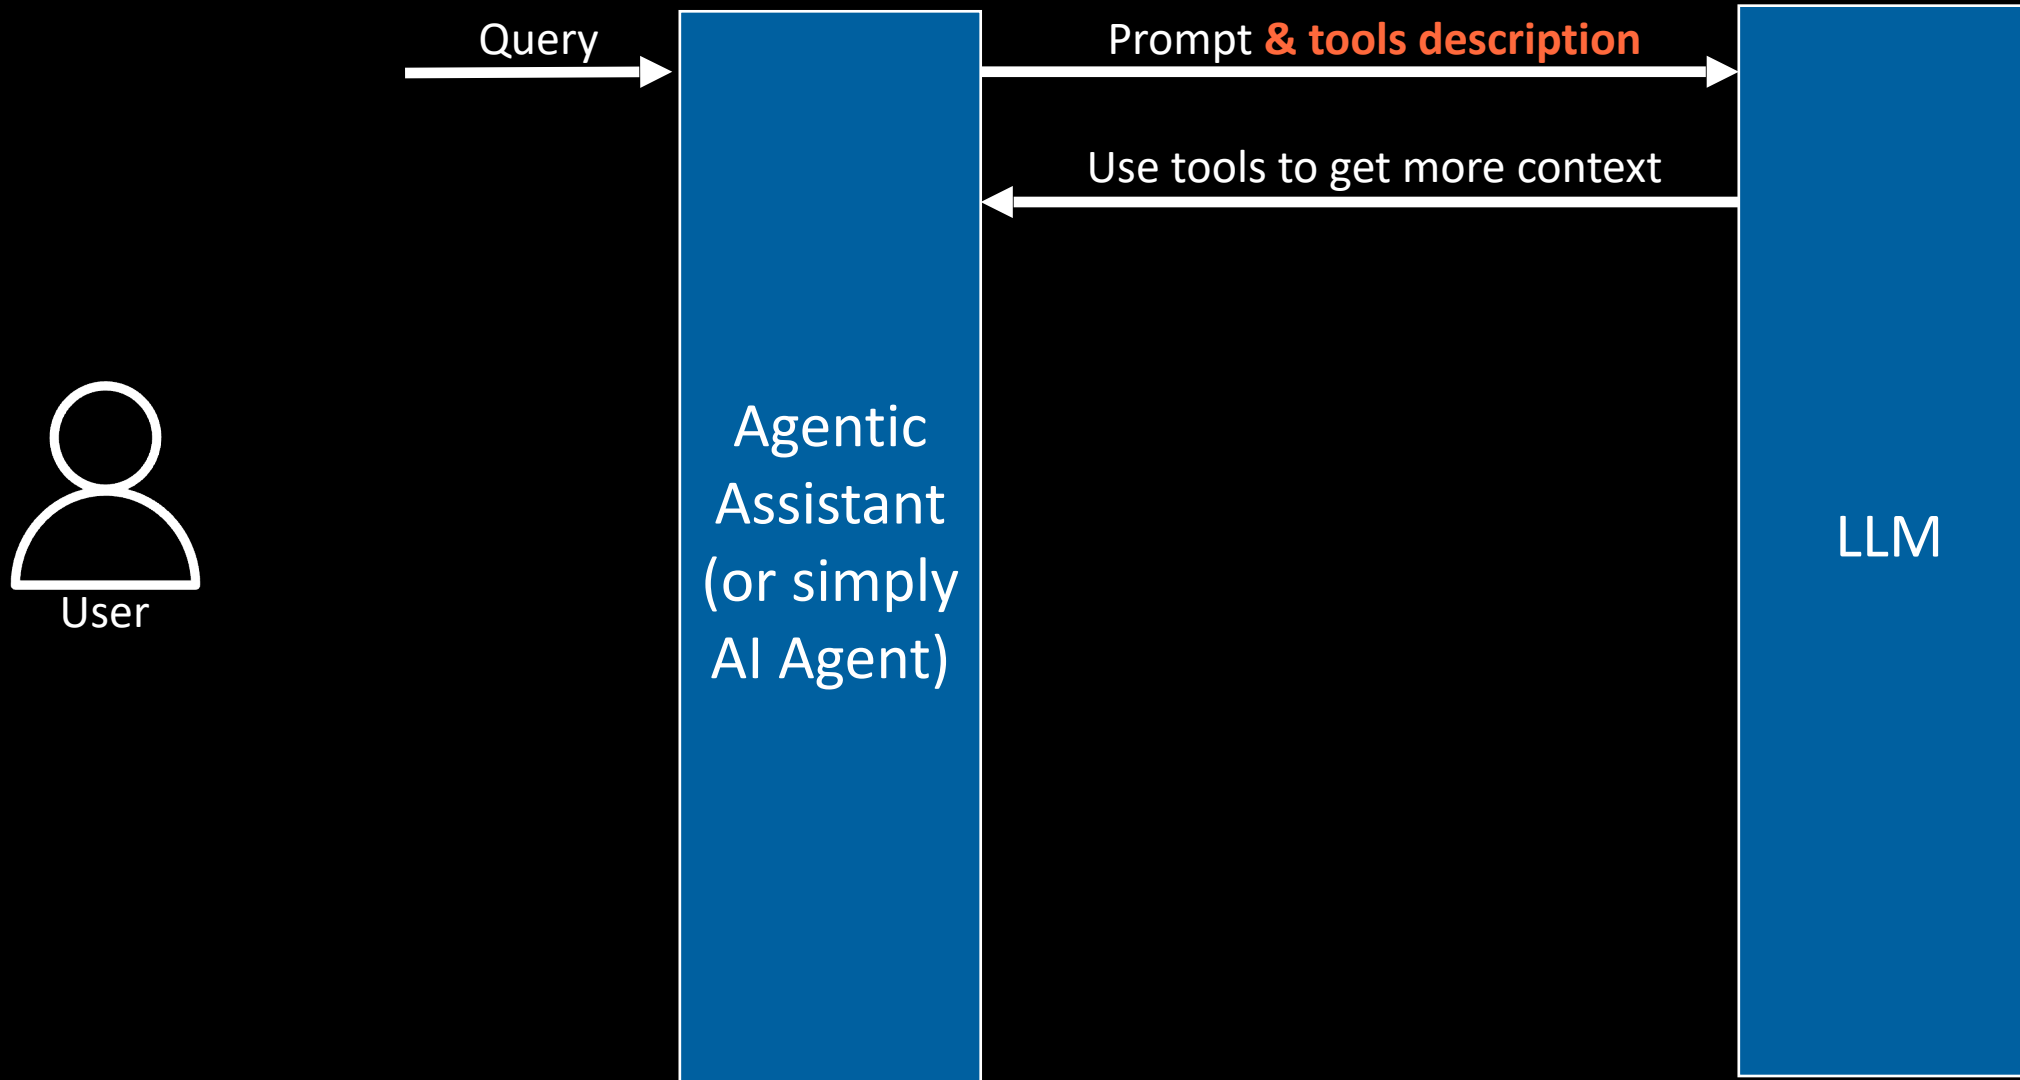 Query
Prompt & tools description
Use tools to get more context
Agentic
Assistant
(or simply
AI Agent)
LLM
User